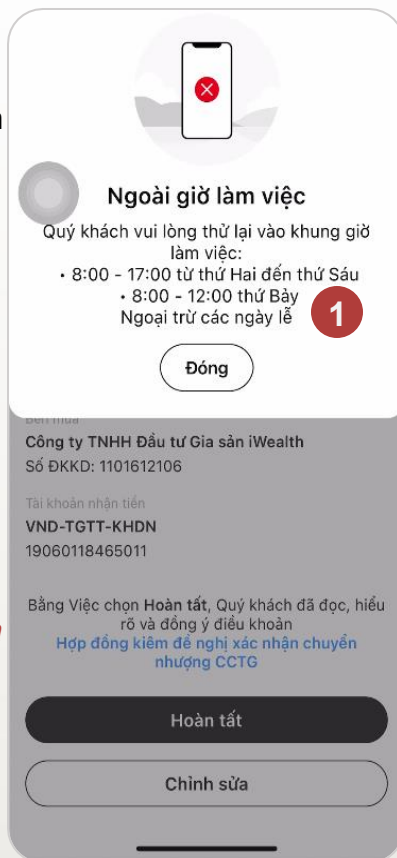 Ngoài giờ làm việc
Quý khách vui lòng thử lại vào khung giờ
làm việc:
• 8:00 - 17:00 từ thứ Hai đến thứ Sáu
• 8:00 - 12:00 thứ Bảy
Ngoại trừ các ngày lễ
1
Đóng
Bên mua
Công ty TNHH Đầu tư Gia sản iWealth
Số ĐKKD: 1101612106
Tài khoản nhận tiền
VND-TGTT-KHDN
19060118465011
Bằng Việc chọn Hoàn tất, Quý khách đã đọc, hiểu
rõ và đồng ý điều khoản
Hợp đồng kiêm đề nghị xác nhận chuyển
nhượng CCTG
Hoàn tất
Chỉnh sửa